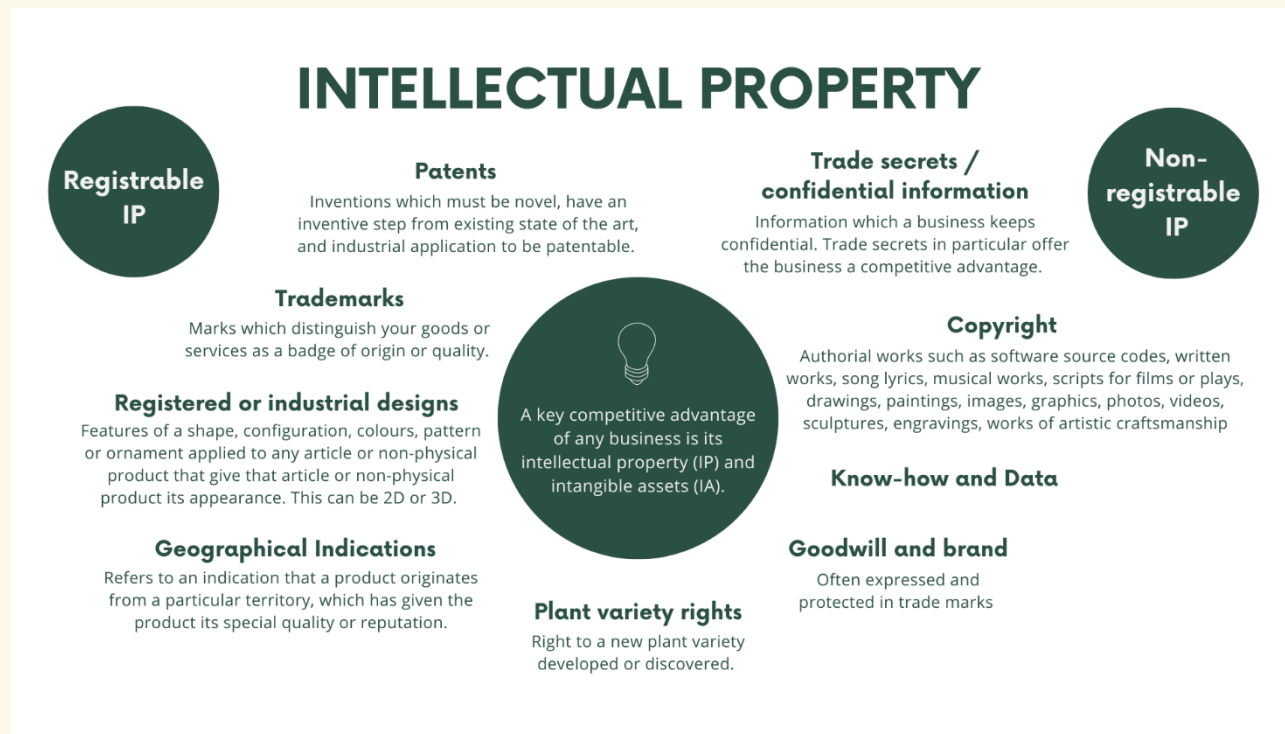 INTELLECTUAL PROPERTY
Registrable
IP
Patents
Inventions which must be novel, have an
inventive step from existing state of the art,
and industrial application to be patentable.
Trademarks
Marks which distinguish your goods or
services as a badge of origin or quality.
Registered or industrial designs
Features of a shape, configuration, colours, pattern
or ornament applied to any article or non-physical
product that give that article or non-physical
product its appearance. This can be 2D or 3D.
Geographical Indications
Refers to an indication that a product originates
from a particular territory, which has given the
product its special quality or reputation.
A key competitive advantage
of any business is its
intellectual property (IP) and
intangible assets (IA).
Plant variety rights
Right to a new plant variety
developed or discovered.
Non-
registrable
IP
Trade secrets /
confidential information
Information which a business keeps
confidential. Trade secrets in particular offer
the business a competitive advantage.
Copyright
Authorial works such as software source codes, written
works, song lyrics, musical works, scripts for films or plays,
drawings, paintings, images, graphics, photos, videos,
sculptures, engravings, works of artistic craftsmanship
Know-how and Data
Goodwill and brand
Often expressed and
protected in trade marks